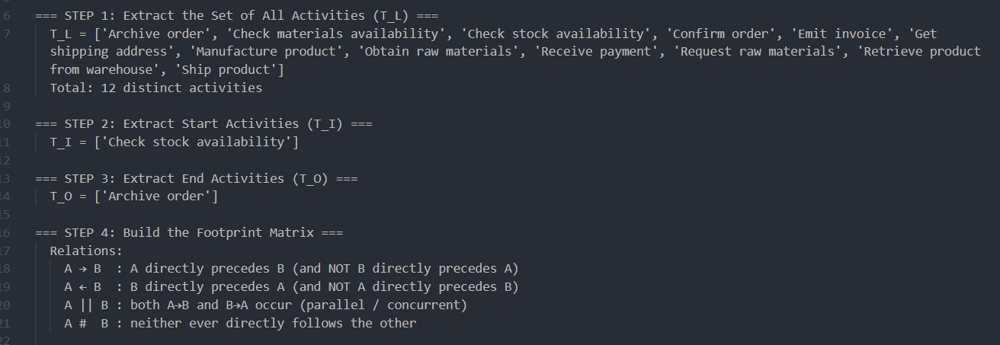 6 === STEP 1: Extract the Set of All Activities (T_L) ===
7 T_L = ['Archive order', 'Check materials availability', 'Check stock availability', 'Confirm order', 'Emit invoice', 'Get
shipping address', 'Manufacture product', 'Obtain raw materials', 'Receive payment', 'Request raw materials', 'Retrieve product
from warehouse', 'Ship product']
8 Total: 12 distinct activities
9
10 === STEP 2: Extract Start Activities (T_I) ===
11 T_I = ['Check stock availability']
12
13 === STEP 3: Extract End Activities (T_O) ===
14 T_O = ['Archive order']
15
16 === STEP 4: Build the Footprint Matrix ===
17 Relations:
18 A → B : A directly precedes B (and NOT B directly precedes A)
19 A ← B : B directly precedes A (and NOT A directly precedes B)
20 A || B : both A→B and B→A occur (parallel / concurrent)
21 A # B : neither ever directly follows the other
22